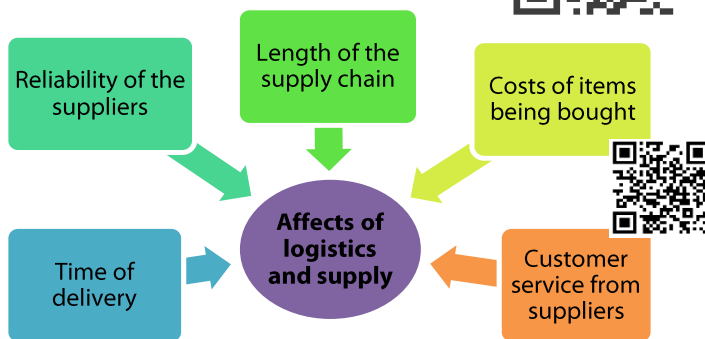 Length of the
supply chain
Reliability of the
suppliers
Costs of items
being bought
Affects of
logistics
and supply
Time of
delivery
Customer
service from
suppliers